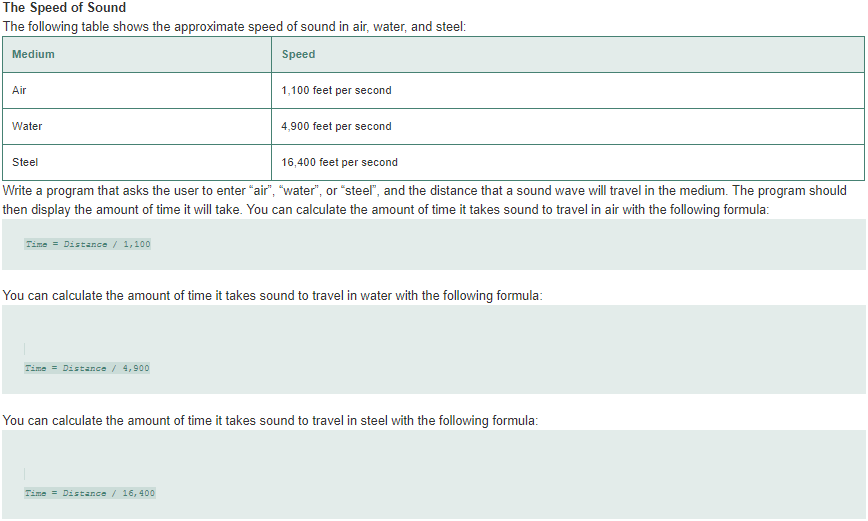 The Speed of Sound
The following table shows the approximate speed of sound in air, water, and steel:
Medium Speed
Air 1,100 feet per second
Water 4,900 feet per second
Steel 16,400 feet per second
Write a program that asks the user to enter “air”, “water”, or “steel”, and the distance that a sound wave will travel in the medium. The program should
then display the amount of time it will take. You can calculate the amount of time it takes sound to travel in air with the following formula:
Time = Distance / 1,100
You can calculate the amount of time it takes sound to travel in water with the following formula:
Time = Distance / 4,900
You can calculate the amount of time it takes sound to travel in steel with the following formula:
Time = Distance / 16,400